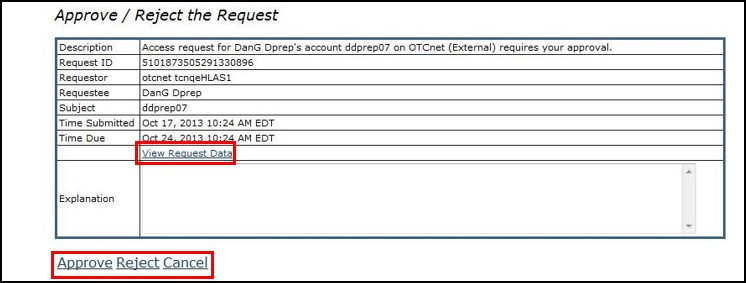 Approve / Reject the Request
Description Access request for DanG Dprep's account ddprep07 on OTCnet (External) requires your approval.
Request ID 5101873505291330896
Requestor otcnet tcnqeHLAS1
Requestee DanG Dprep
Subject ddprep07
Time Submitted Oct 17, 2013 10:24 AM EDT
Time Due Oct 24, 2013 10:24 AM EDT
View Request Data
Explanation
Approve Reject Cancel